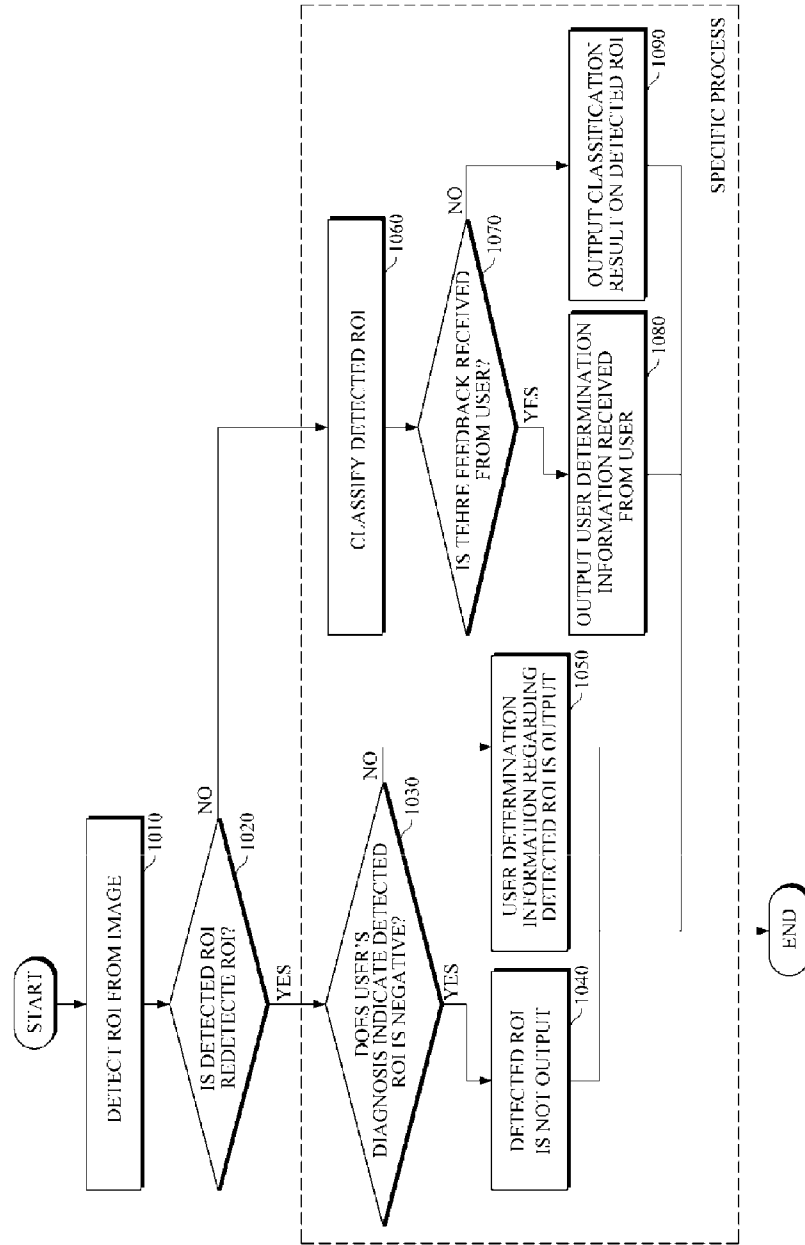 START
DETECT ROI FROM IMAGE
1010
IS DETECTED ROI
REDETECTE ROI?
1020
NO
YES
DOES USER'S
DIAGNOSIS INDICATE DETECTED
ROI IS NEGATIVE?
1030
NO
YES
DETECTED ROI
IS NOT OUTPUT
1040
USER DETERMINATION
INFORMATION REGARDING
DETECTED ROI IS OUTPUT
1050
CLASSIFY DETECTED ROI
1060
IS TEHRE FEEDBACK RECEIVED
FROM USER?
1070
NO
YES
OUTPUT USER DETERMINATION
INFORMATION RECEIVED
FROM USER
1080
OUTPUT CLASSIFICATION
RESULT ON DETECTED ROI
1090
SPECIFIC PROCESS
END